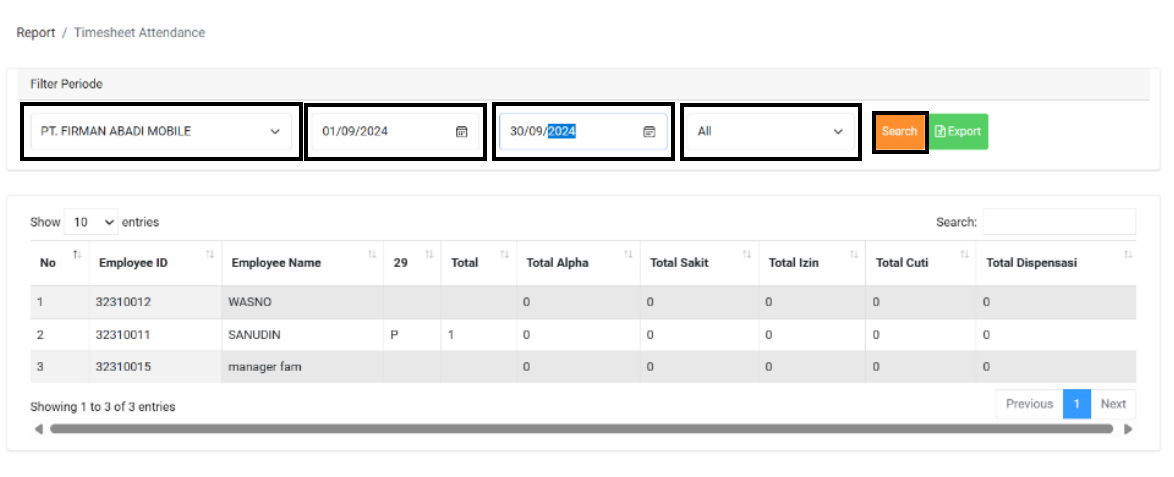 Report / Timesheet Attendance
Filter Periode
PT. FIRMAN ABADI MOBILE 01/09/2024 30/09/2024 All Search Export
Show 10 entries Search:
No Employee ID Employee Name 29 Total Total Alpha Total Sakit Total Izin Total Cuti Total Dispensasi
1 32310012 WASNO 0 0 0 0 0
2 32310011 SANUDIN P 1 0 0 0 0 0
3 32310015 manager fam 0 0 0 0 0
Showing 1 to 3 of 3 entries Previous 1 Next